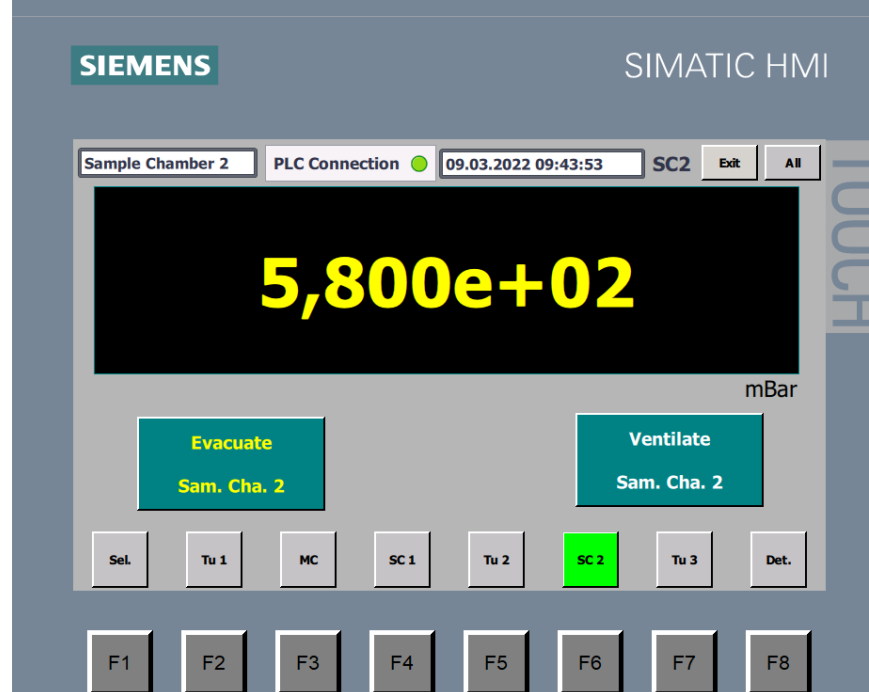 SIEMENS
SIMATIC HMI
Sample Chamber 2
PLC Connection
09.03.2022 09:43:53
SC2
Exit
All
TOUCH
5,800e+02
mBar
Evacuate
Sam. Cha. 2
Ventilate
Sam. Cha. 2
Sel.
Tu 1
MC
SC 1
Tu 2
SC 2
Tu 3
Det.
F1
F2
F3
F4
F5
F6
F7
F8